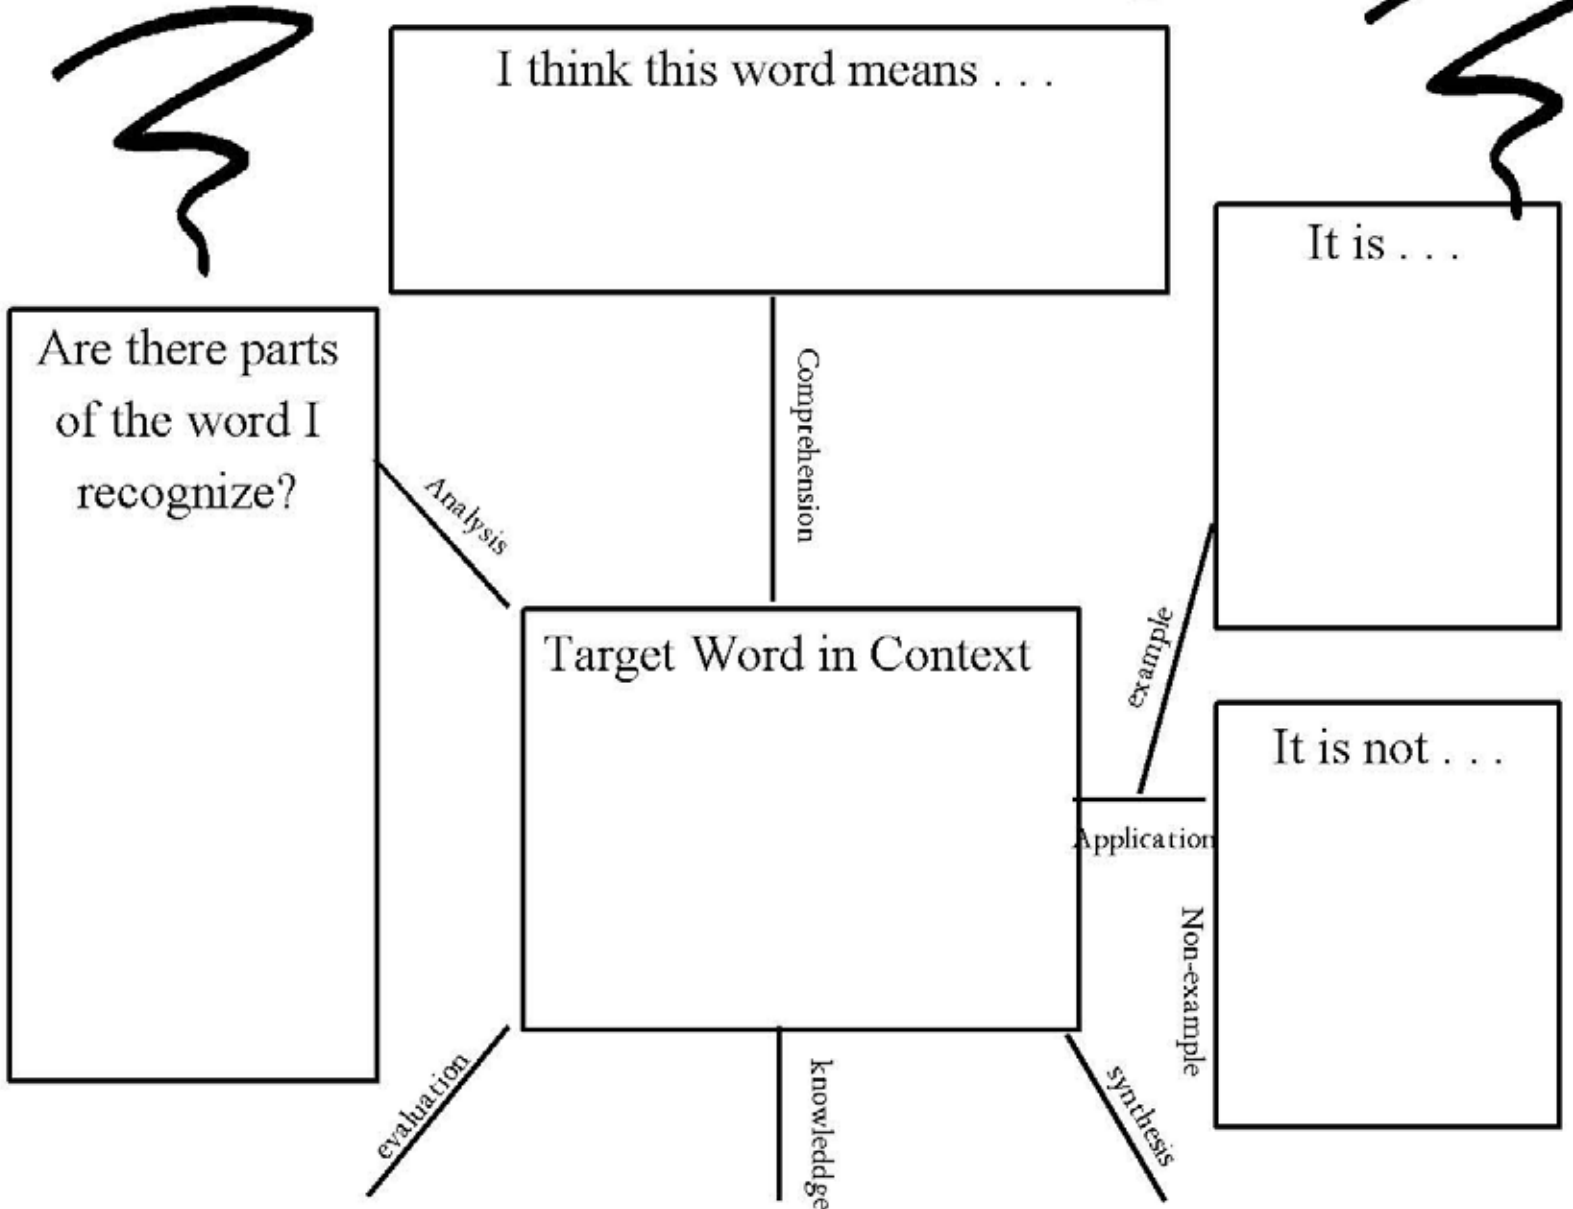 I think this word means . . .
It is . . .
Are there parts
of the word I
recognize?
Analysis
Comprehension
Target Word in Context
example
It is not . . .
Application
Non-example
evaluation
knowleddge
synthesis